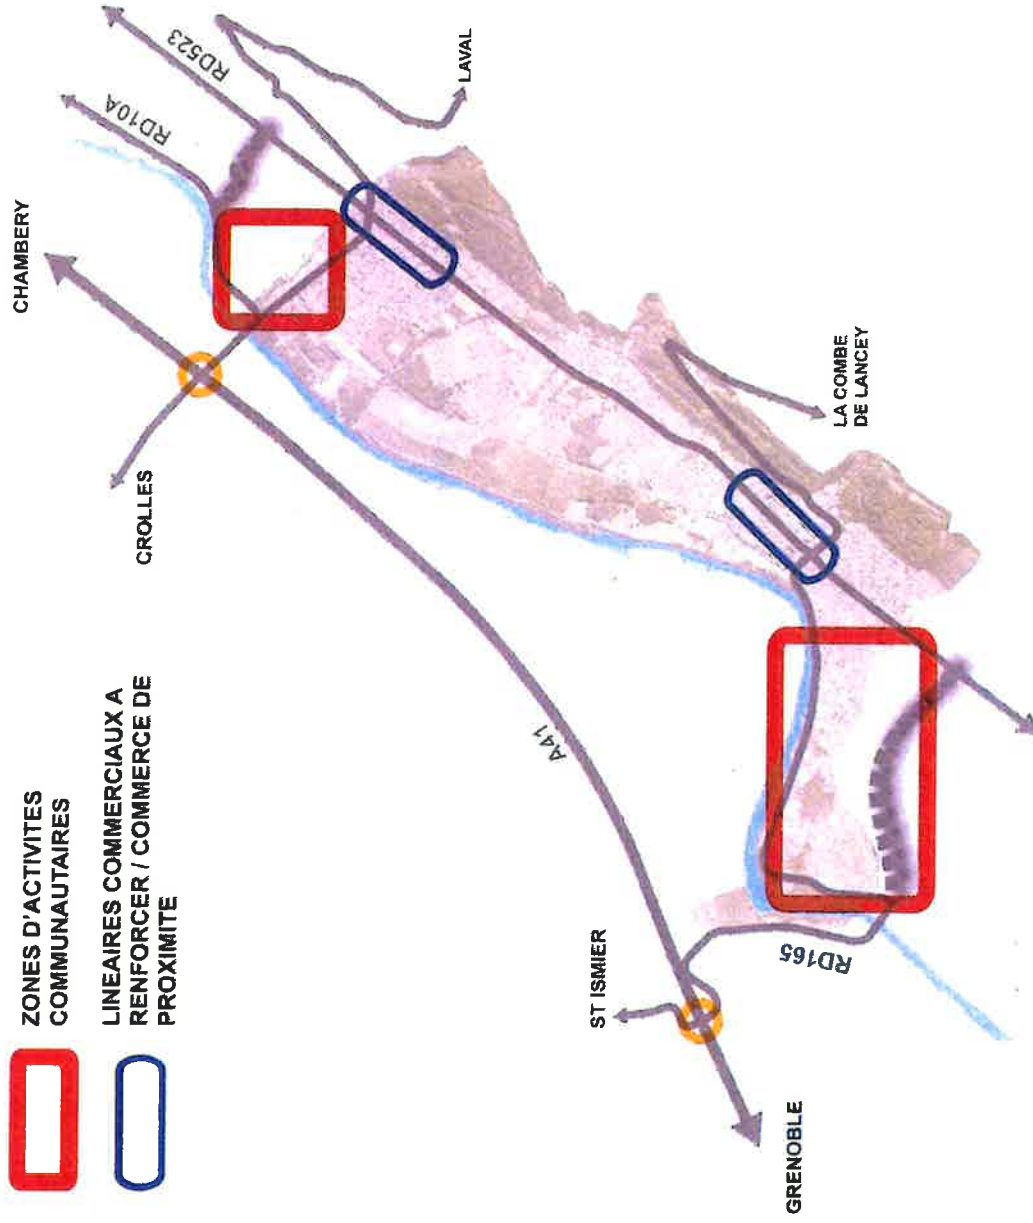 ZONES D'ACTIVITES
COMMUNAUTAIRES
LINEAIRES COMMERCIAUX A
RENFORCER / COMMERCE DE
PROXIMITE
CHAMBERY
RD10A
RD523
LAVAL
CROLLES
A41
LA COMBE
DE LANCEY
ST ISMIER
RD165
GRENOBLE